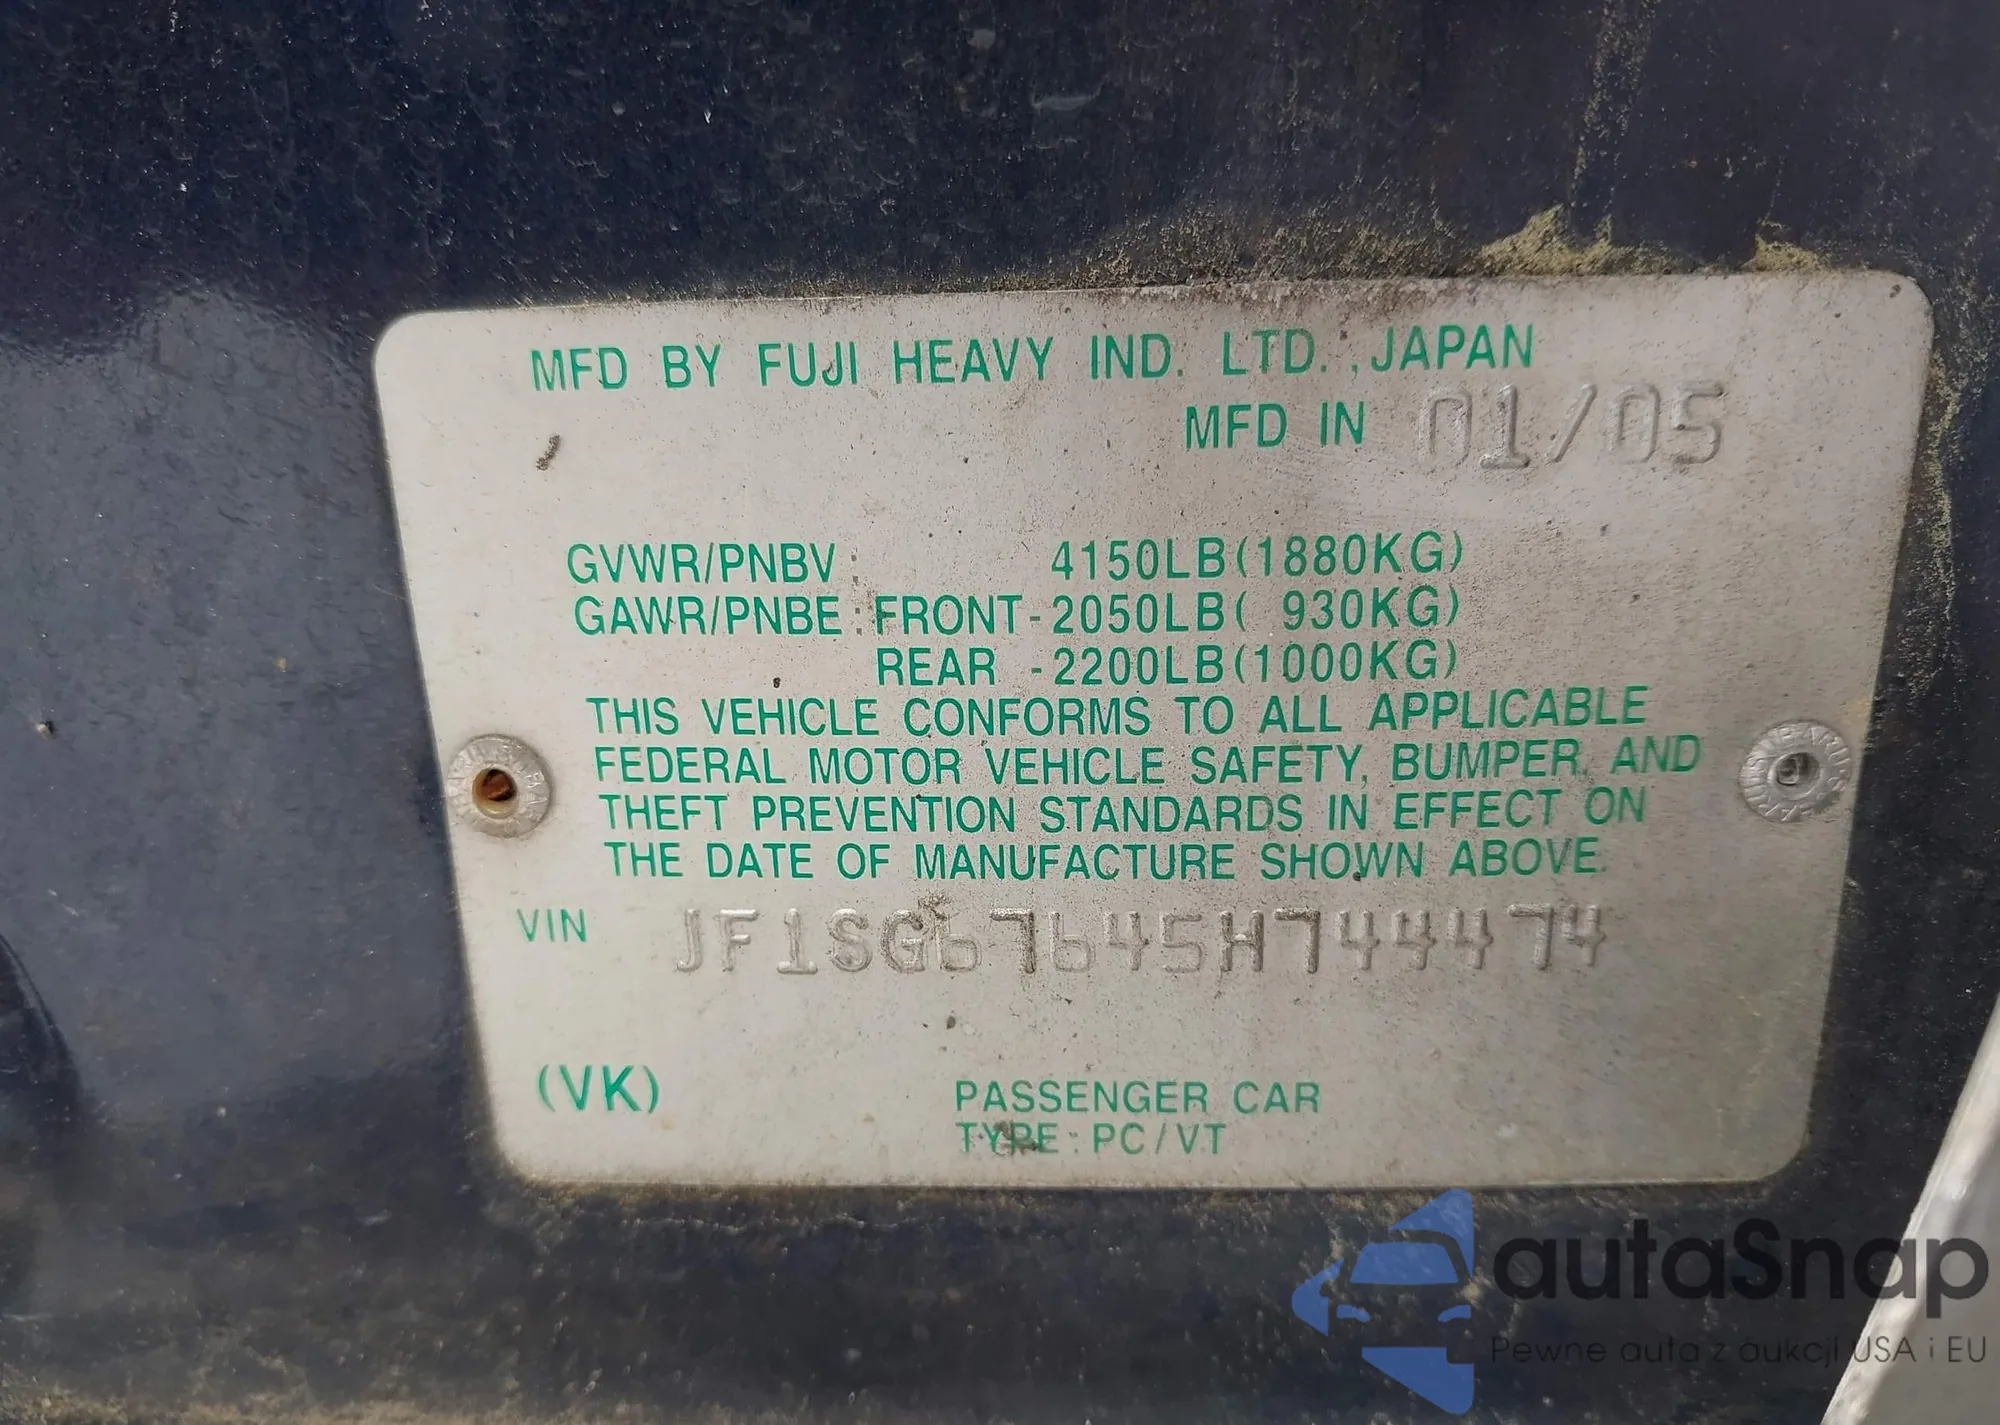 MFD BY FUJI HEAVY IND. LTD. ,JAPAN
MFD IN 01/05
GVWR/PNBV : 4150LB(1880KG)
GAWR/PNBE : FRONT-2050LB( 930KG)
REAR -2200LB(1000KG)
THIS VEHICLE CONFORMS TO ALL APPLICABLE
FEDERAL MOTOR VEHICLE SAFETY, BUMPER, AND
THEFT PREVENTION STANDARDS IN EFFECT ON
THE DATE OF MANUFACTURE SHOWN ABOVE.
VIN JF1SG67645H744474
(VK)
PASSENGER CAR
TYPE : PC/VT
autaSnap
Pewne auta z aukcji USA i EU